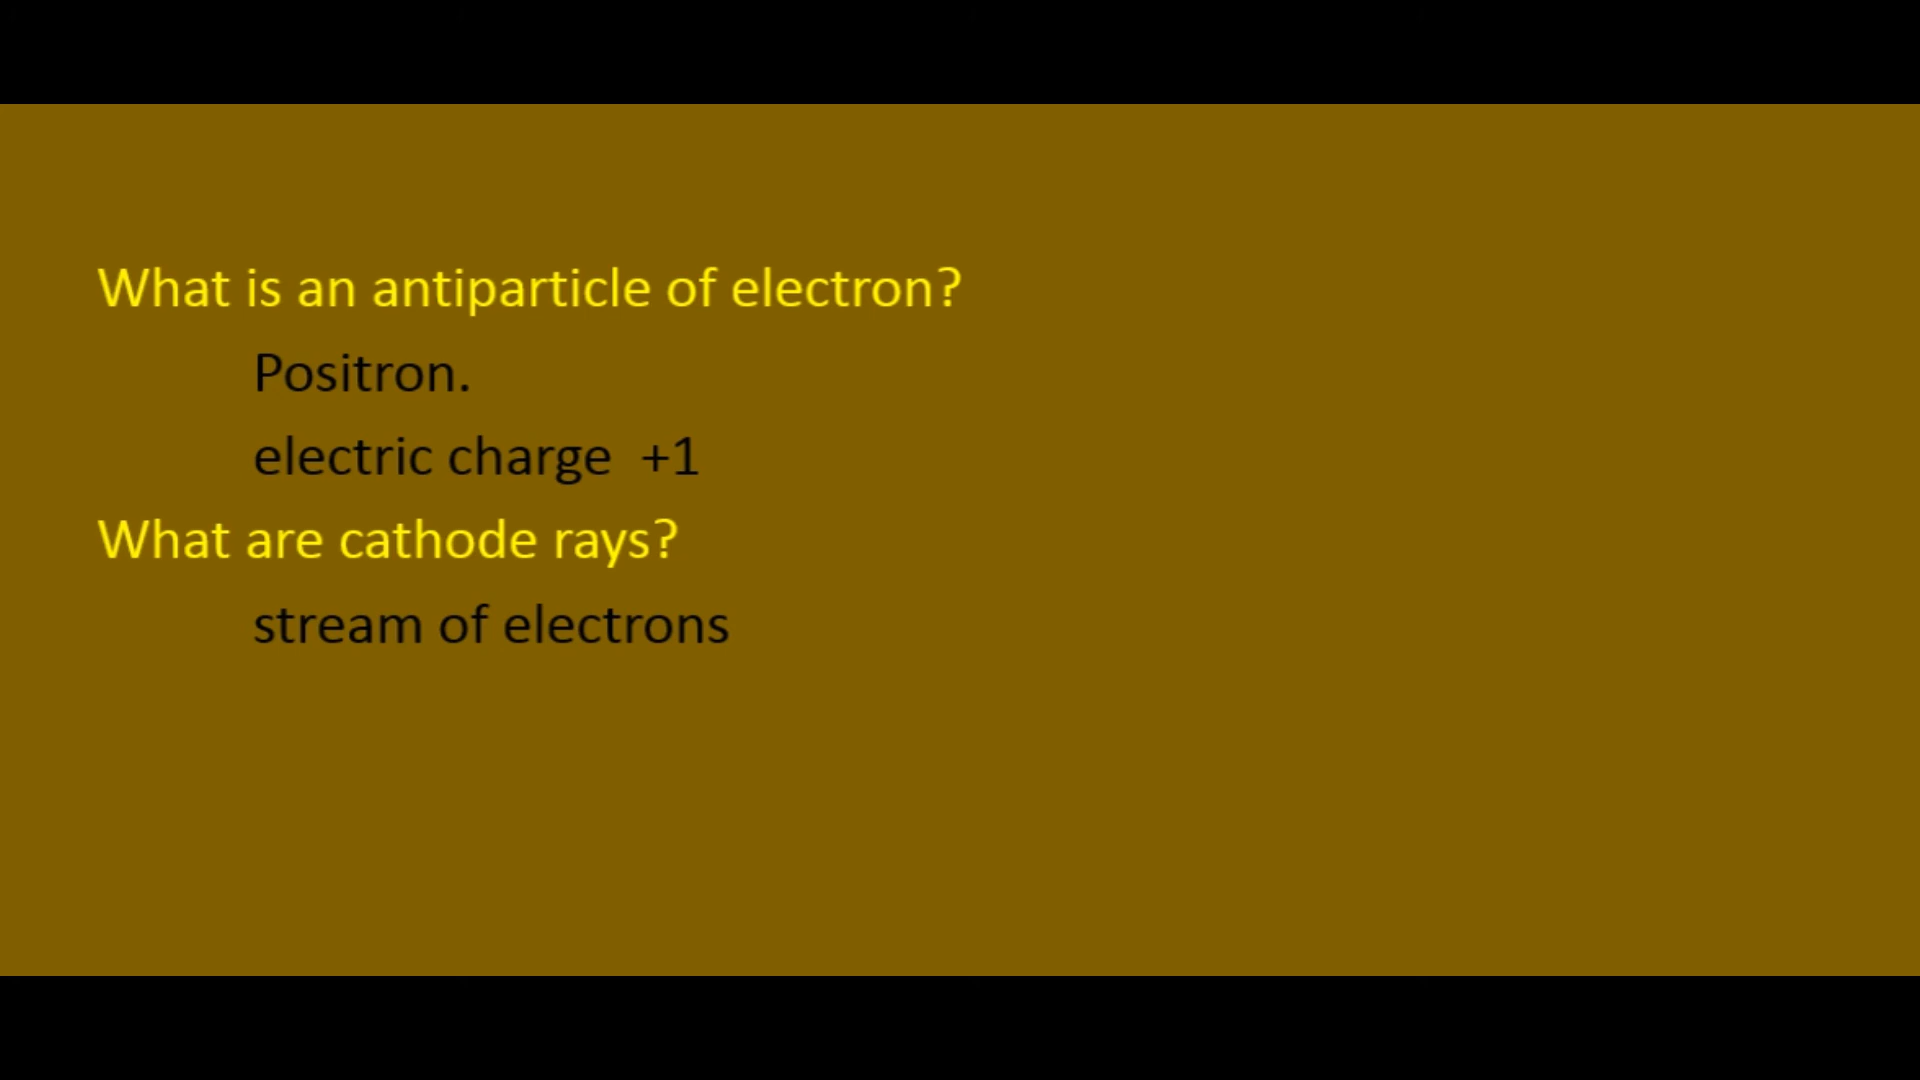 What is an antiparticle of electron?
Positron.
electric charge  +1
What are cathode rays?
stream of electrons